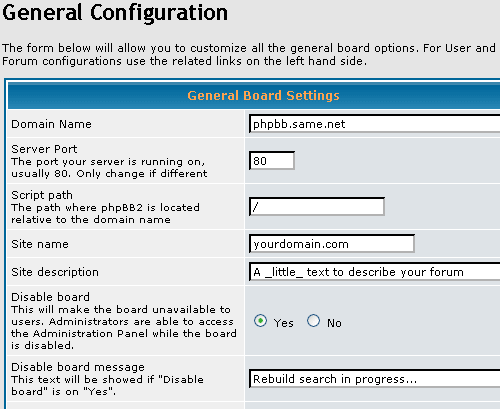 General Configuration
The form below will allow you to customize all the general board options. For User and
Forum configurations use the related links on the left hand side.
General Board Settings
Domain Name
phpbb.same.net
Server Port
The port your server is running on,
usually 80. Only change if different
80
Script path
The path where phpBB2 is located
relative to the domain name
/
Site name
yourdomain.com
Site description
A _little_ text to describe your forum
Disable board
This will make the board unavailable to
users. Administrators are able to access
the Administration Panel while the board
is disabled.
Yes No
Disable board message
This text will be showed if "Disable
board" is on "Yes".
Rebuild search in progress...